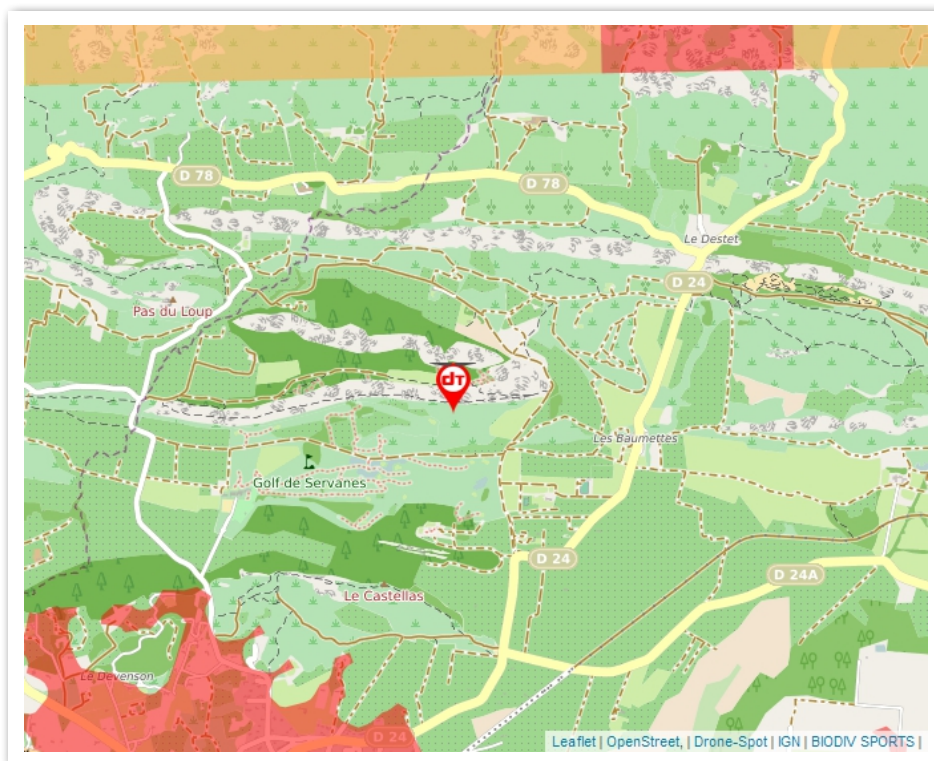 D 78
D 78
Le Destet
D 24
Pas du Loup
DT
Les Baumettes
Golf de Servanes
D 24
D 24A
Le Castellas
Le Devenson
D 24
Leaflet | OpenStreet, | Drone-Spot | IGN | BIODIV SPORTS |